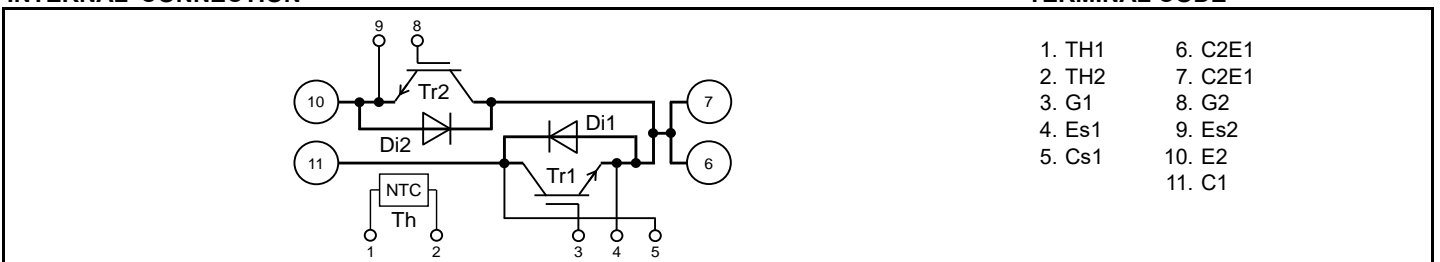 INTERNAL CONNECTION
TERMINAL CODE
9
8
10
Tr2
7
Di2
Di1
11
Tr1
6
NTC
Th
1
2
3
4
5
1. TH1
2. TH2
3. G1
4. Es1
5. Cs1
6. C2E1
7. C2E1
8. G2
9. Es2
10. E2
11. C1